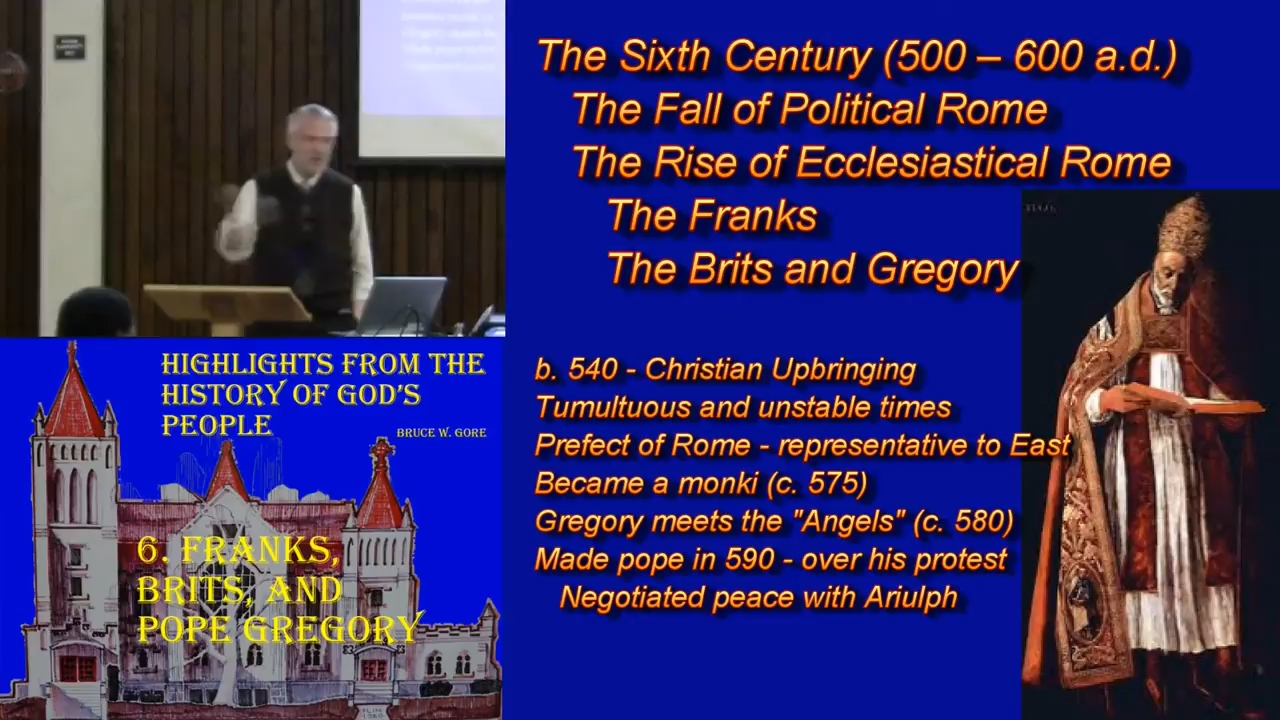 The Sixth Century (500 – 600 a.d.)
The Fall of Political Rome
The Rise of Ecclesiastical Rome
The Franks
The Brits and Gregory
b. 540 - Christian Upbringing
Tumultuous and unstable times
Prefect of Rome - representative to East
Became a monki (c. 575)
Gregory meets the "Angels" (c. 580)
Made pope in 590 - over his protest
Negotiated peace with Ariulph
HIGHLIGHTS FROM THE
HISTORY OF GOD'S
PEOPLE
BRUCE W. GORE
6. FRANKS,
BRITS, AND
POPE GREGORY